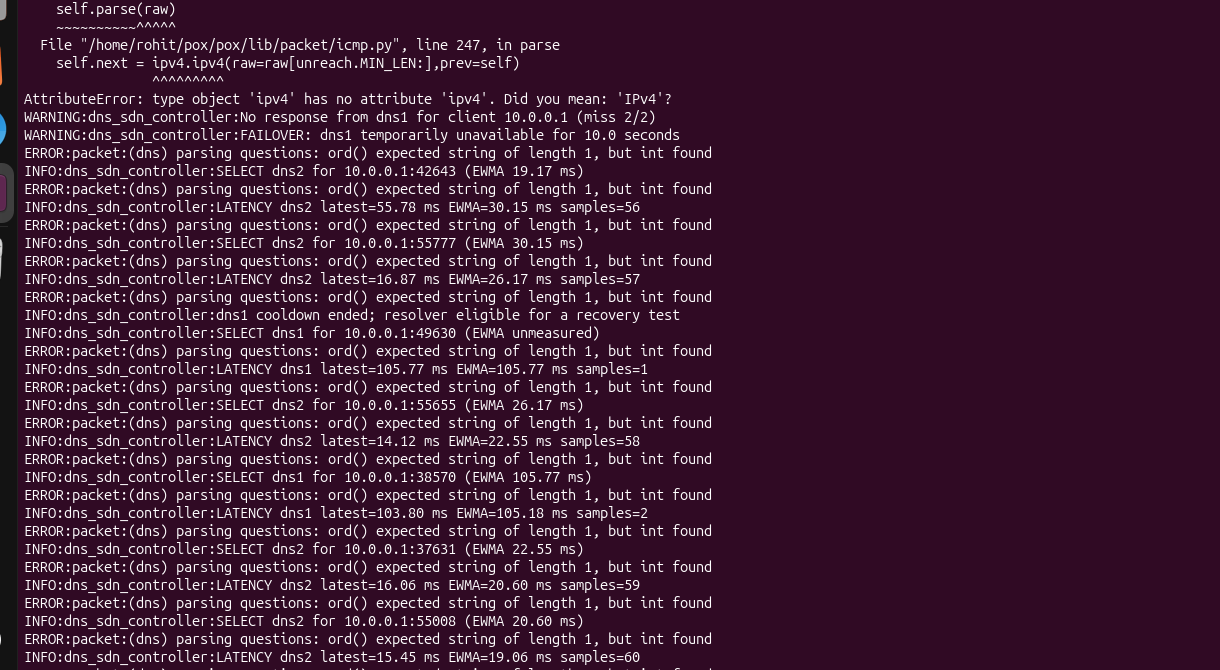 self.parse(raw)
~~~~~~~~~~^^^^^
File "/home/rohit/pox/pox/lib/packet/icmp.py", line 247, in parse
self.next = ipv4.ipv4(raw=raw[unreach.MIN_LEN:],prev=self)
^^^^^^^^^
AttributeError: type object 'ipv4' has no attribute 'ipv4'. Did you mean: 'IPv4'?
WARNING:dns_sdn_controller:No response from dns1 for client 10.0.0.1 (miss 2/2)
WARNING:dns_sdn_controller:FAILOVER: dns1 temporarily unavailable for 10.0 seconds
ERROR:packet:(dns) parsing questions: ord() expected string of length 1, but int found
INFO:dns_sdn_controller:SELECT dns2 for 10.0.0.1:42643 (EWMA 19.17 ms)
ERROR:packet:(dns) parsing questions: ord() expected string of length 1, but int found
INFO:dns_sdn_controller:LATENCY dns2 latest=55.78 ms EWMA=30.15 ms samples=56
ERROR:packet:(dns) parsing questions: ord() expected string of length 1, but int found
INFO:dns_sdn_controller:SELECT dns2 for 10.0.0.1:55777 (EWMA 30.15 ms)
ERROR:packet:(dns) parsing questions: ord() expected string of length 1, but int found
INFO:dns_sdn_controller:LATENCY dns2 latest=16.87 ms EWMA=26.17 ms samples=57
ERROR:packet:(dns) parsing questions: ord() expected string of length 1, but int found
INFO:dns_sdn_controller:dns1 cooldown ended; resolver eligible for a recovery test
INFO:dns_sdn_controller:SELECT dns1 for 10.0.0.1:49630 (EWMA unmeasured)
ERROR:packet:(dns) parsing questions: ord() expected string of length 1, but int found
INFO:dns_sdn_controller:LATENCY dns1 latest=105.77 ms EWMA=105.77 ms samples=1
ERROR:packet:(dns) parsing questions: ord() expected string of length 1, but int found
INFO:dns_sdn_controller:SELECT dns2 for 10.0.0.1:55655 (EWMA 26.17 ms)
ERROR:packet:(dns) parsing questions: ord() expected string of length 1, but int found
INFO:dns_sdn_controller:LATENCY dns2 latest=14.12 ms EWMA=22.55 ms samples=58
ERROR:packet:(dns) parsing questions: ord() expected string of length 1, but int found
INFO:dns_sdn_controller:SELECT dns1 for 10.0.0.1:38570 (EWMA 105.77 ms)
ERROR:packet:(dns) parsing questions: ord() expected string of length 1, but int found
INFO:dns_sdn_controller:LATENCY dns1 latest=103.80 ms EWMA=105.18 ms samples=2
ERROR:packet:(dns) parsing questions: ord() expected string of length 1, but int found
INFO:dns_sdn_controller:SELECT dns2 for 10.0.0.1:37631 (EWMA 22.55 ms)
ERROR:packet:(dns) parsing questions: ord() expected string of length 1, but int found
INFO:dns_sdn_controller:LATENCY dns2 latest=16.06 ms EWMA=20.60 ms samples=59
ERROR:packet:(dns) parsing questions: ord() expected string of length 1, but int found
INFO:dns_sdn_controller:SELECT dns2 for 10.0.0.1:55008 (EWMA 20.60 ms)
ERROR:packet:(dns) parsing questions: ord() expected string of length 1, but int found
INFO:dns_sdn_controller:LATENCY dns2 latest=15.45 ms EWMA=19.06 ms samples=60